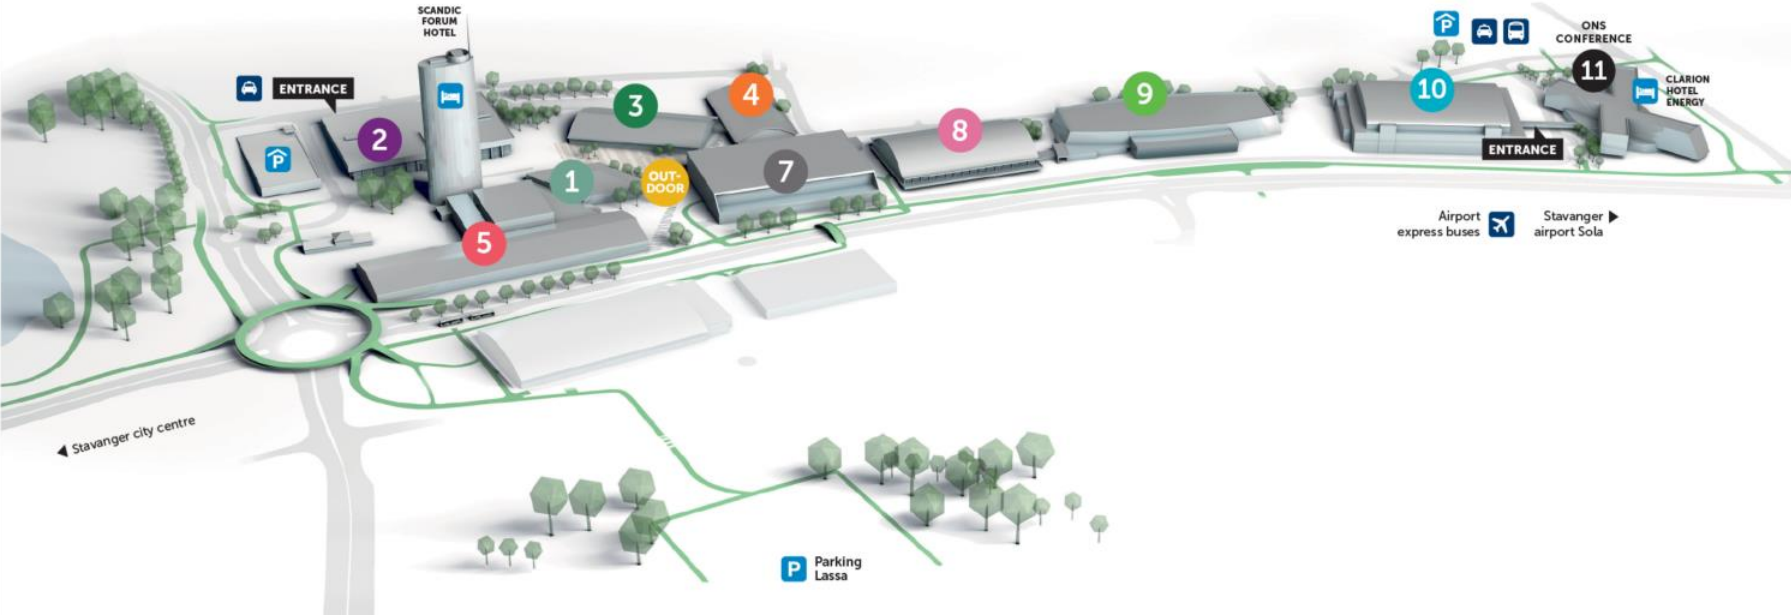 SCANDIC
FORUM
HOTEL
ENTRANCE
P
2
3
4
1
OUT-
DOOR
5
7
8
9
P
10
ONS
CONFERENCE
11
CLARION
HOTEL
ENERGY
ENTRANCE
Airport
express buses
Stavanger
airport Sola
Stavanger city centre
P
Parking
Lassa